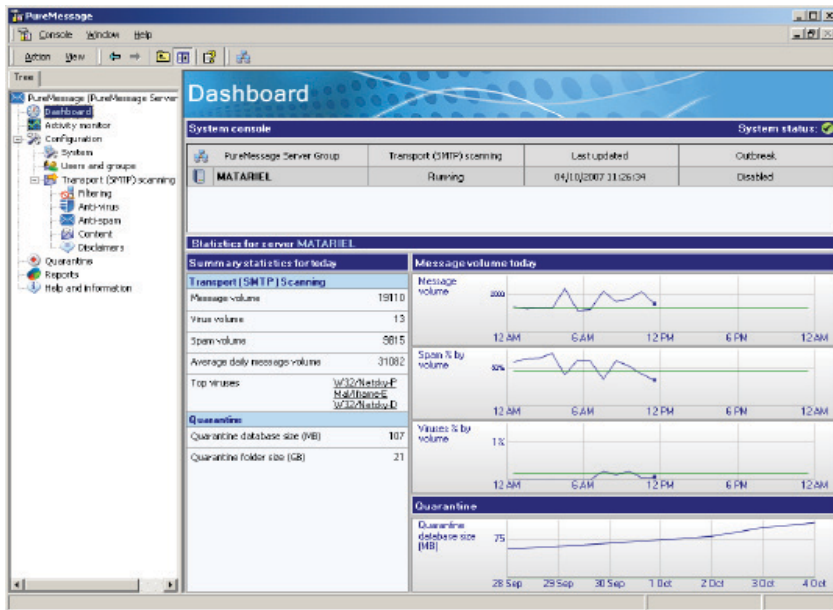 PureMessage
Console Window Help
Action View
Tree
PureMessage (PureMessage Server
Dashboard
Activity monitor
Configuration
System
Users and groups
Transport (SMTP) scanning
Filtering
Anti-virus
Anti-spam
Content
Disclaimers
Quarantine
Reports
Help and information
Dashboard
System console System status:
PureMessage Server Group Transport (SMTP) scanning Last updated Outbreak
MATARIEL Running 04/10/2007 11:26:34 Disabled
Statistics for server MATARIEL
Summary statistics for today
Transport (SMTP) Scanning
Message volume 19110
Virus volume 13
Spam volume 9815
Average daily message volume 31082
Top viruses W32/Netsky-P
Mal/Iframe-E
W32/Netsky-D
Quarantine
Quarantine database size (MB) 107
Quarantine folder size (GB) 21
Message volume today
Message
volume
2000
12 AM 6 AM 12 PM 6 PM 12 AM
Spam % by
volume
50%
12 AM 6 AM 12 PM 6 PM 12 AM
Viruses % by
volume
1%
12 AM 6 AM 12 PM 6 PM 12 AM
Quarantine
Quarantine
database size
(MB)
75
28 Sep 29 Sep 30 Sep 1 Oct 2 Oct 3 Oct 4 Oct